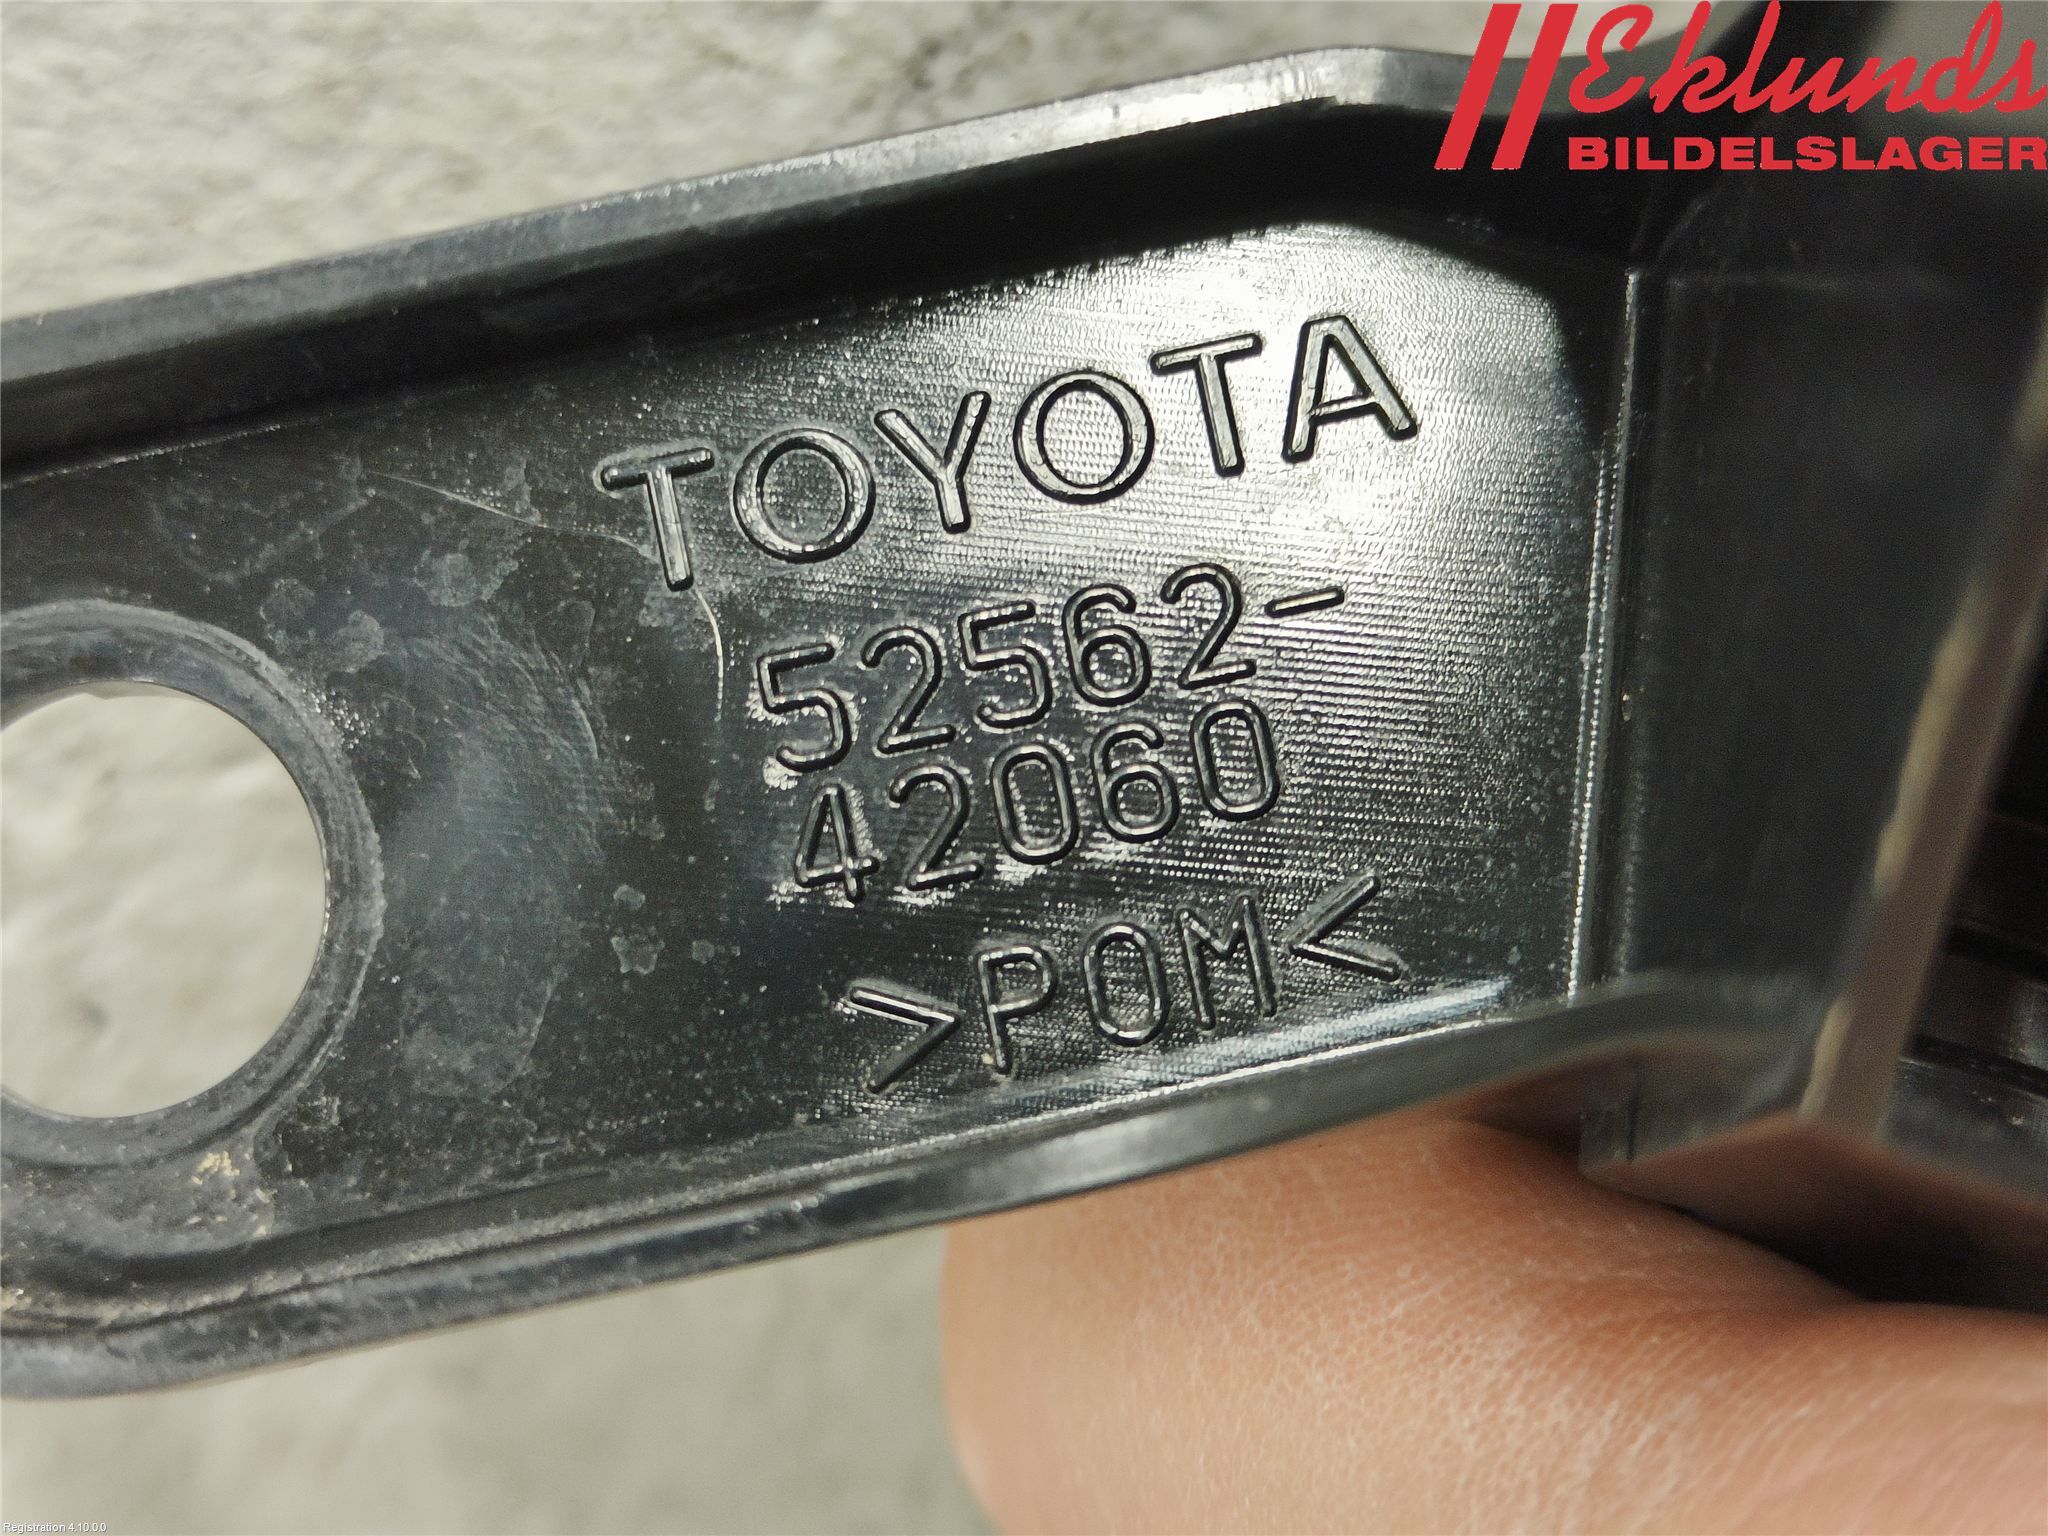 Eklunds
BILDELSLAGER
TOYOTA
52562-
42060
>POM<
Registration 4.10.0.0